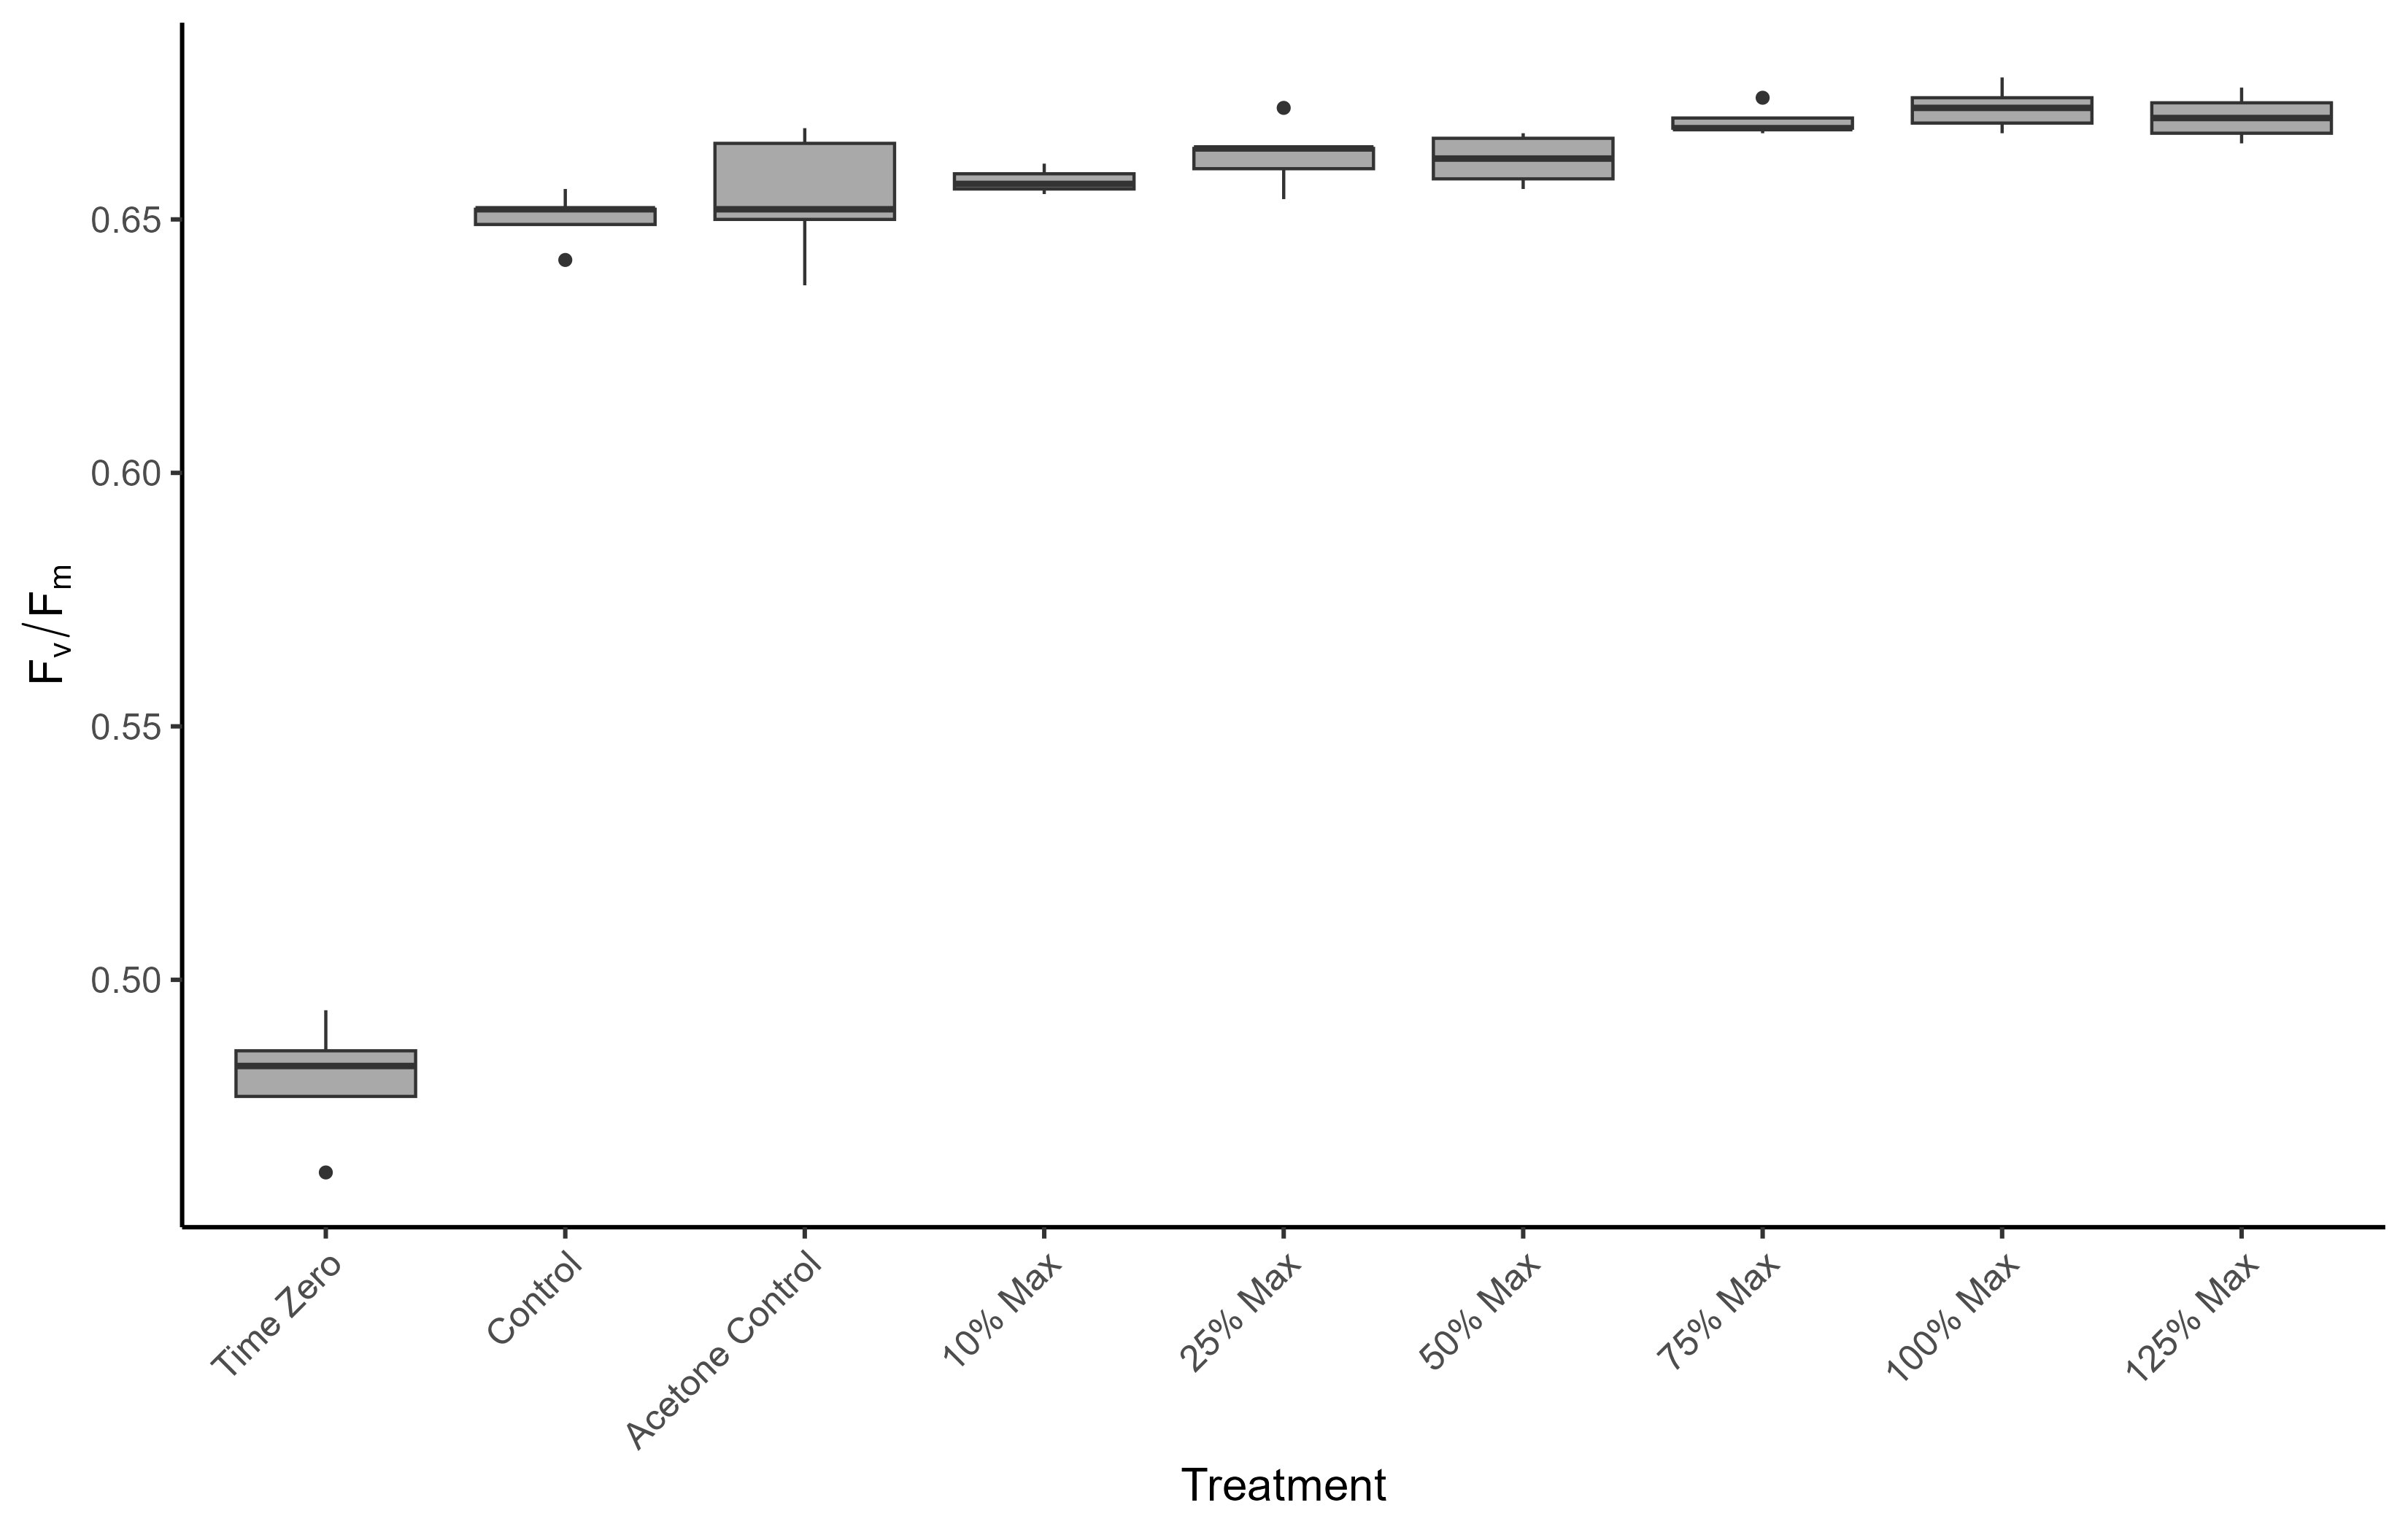 0.65
0.60
0.55
0.50
Fv/Fm
Time Zero
Control
Acetone Control
10% Max
25% Max
50% Max
75% Max
100% Max
125% Max
Treatment